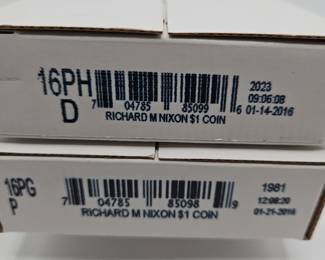 16PH
D
7 04785 85099 6
RICHARD M NIXON $1 COIN
2023
09:06:08
01-14-2016
16PG
P
7 04785 85098 9
RICHARD M NIXON $1 COIN
1981
12:08:20
01-21-2016